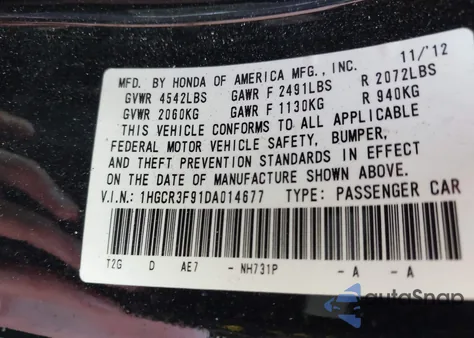 11/'12
MFD. BY HONDA OF AMERICA MFG., INC.
GVWR 4542LBS GAWR F 2491LBS R 2072LBS
GVWR 2060KG GAWR F 1130KG R 940KG
THIS VEHICLE CONFORMS TO ALL APPLICABLE
FEDERAL MOTOR VEHICLE SAFETY, BUMPER,
AND THEFT PREVENTION STANDARDS IN EFFECT
ON THE DATE OF MANUFACTURE SHOWN ABOVE.
V.I.N.: 1HGCR3F91DA014677 TYPE: PASSENGER CAR
T2G D AE7 - NH731P - A - A
autoSnap